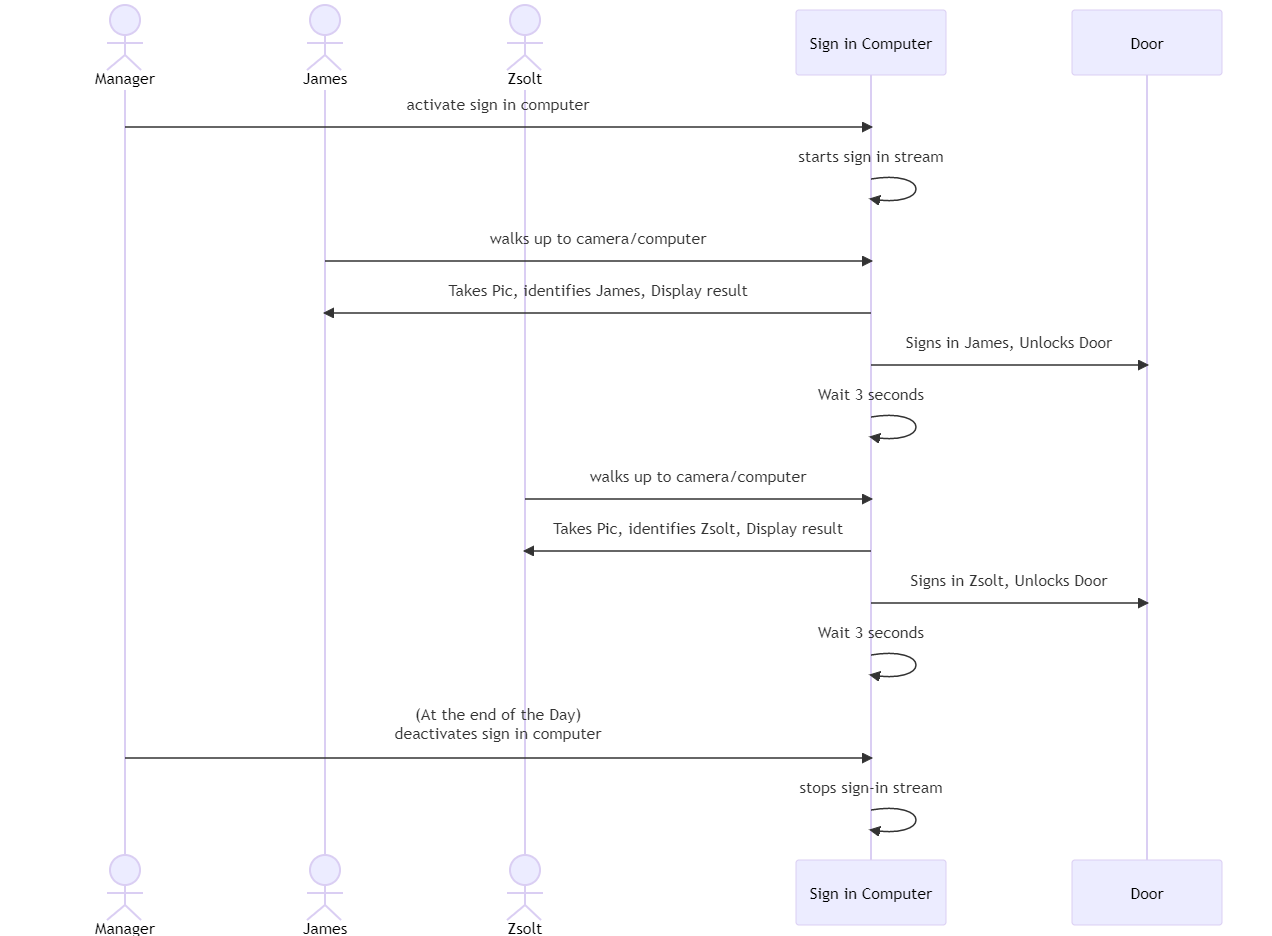 Manager
James
Zsolt
Sign in Computer
Door
activate sign in computer
starts sign in stream
walks up to camera/computer
Takes Pic, identifies James, Display result
Signs in James, Unlocks Door
Wait 3 seconds
walks up to camera/computer
Takes Pic, identifies Zsolt, Display result
Signs in Zsolt, Unlocks Door
Wait 3 seconds
(At the end of the Day)
deactivates sign in computer
stops sign-in stream
Manager
James
Zsolt
Sign in Computer
Door